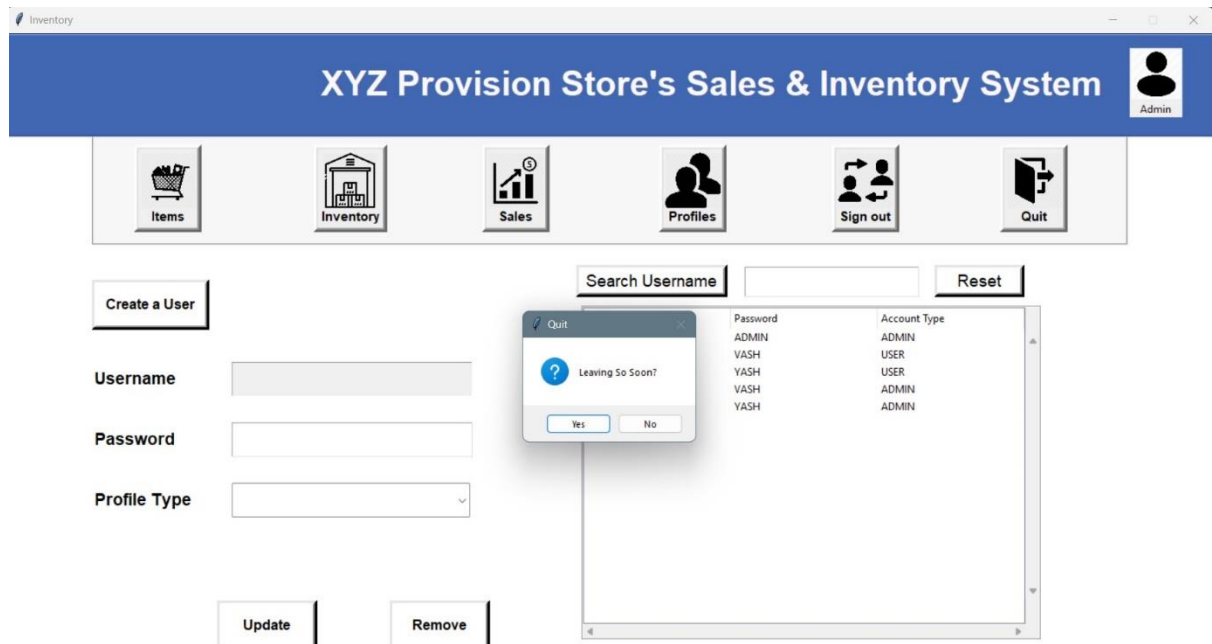 Inventory
XYZ Provision Store's Sales & Inventory System
Admin
Items Inventory Sales Profiles Sign out Quit
Search Username Reset
Create a User
Password Account Type
ADMIN ADMIN
VASH USER
YASH USER
VASH ADMIN
YASH ADMIN
Quit
Leaving So Soon?
Yes No
Username
Password
Profile Type
Update Remove